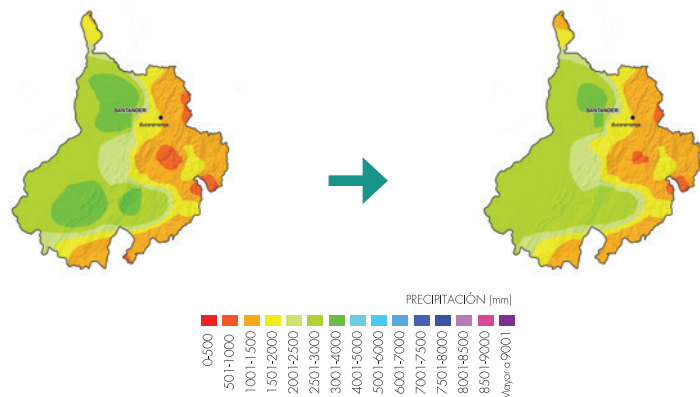 SANTANDER
Bucaramanga
SANTANDER
Bucaramanga
PRECIPITACIÓN (mm)
0-500
501-1000
1001-1500
1501-2000
2001-2500
2501-3000
3001-4000
4001-5000
5001-6000
6001-7000
7001-7500
7501-8000
8001-8500
8501-9000
Mayor a 9001